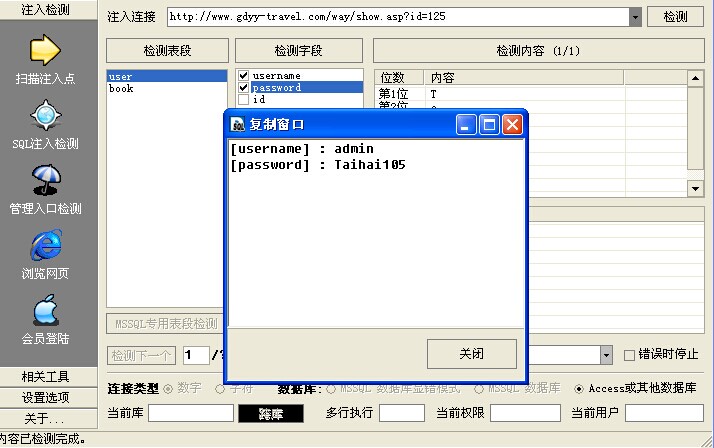 注入检测
扫描注入点
SQL注入检测
管理入口检测
浏览网页
会员登陆
相关工具
设置选项
关于...
注入连接 http://www.gdyy-travel.com/way/show.asp?id=125 检测
检测表段 检测字段 检测内容 (1/1)
user
book
username
password
id
位数 内容
第1位 T
第2位
复制窗口
[username] : admin
[password] : Taihai105
关闭
MSSQL专用表段检测
检测下一个 1 /?
错误时停止
连接类型 数字 字符 数据库: MSSQL 数据库显错模式 MSSQL 数据库 Access或其他数据库
当前库 跨库 多行执行 当前权限 当前用户
内容已检测完成。